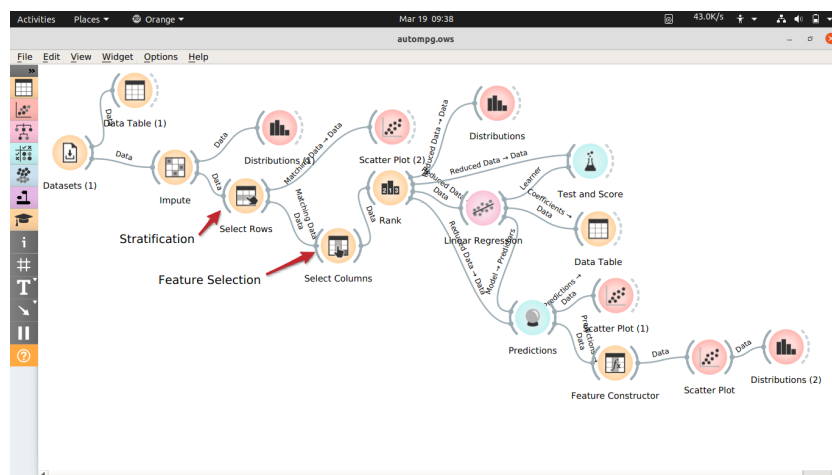 Activities Places Orange Mar 19 09:38 43.0K/s
autompg.ows
File Edit View Widget Options Help
»
Data
Data Table (1)
Distributions
Data
Datasets (1)
Data
Impute
Data
Distributions (1)
Matching Data → Data
Scatter Plot (2)
Reduced Data → Data
Reduced Data → Data
Test and Score
Data
Select Rows
Stratification
Matching Data
Data
Select Columns
Feature Selection
Data
Rank
Reduced Data
Data
Linear Regression
Learner
Coefficients →
Data
Data Table
Reduced Data → Data
Model → Predictors
Predictions
Predictions →
Data
Scatter Plot (1)
Predictions →
Data
Feature Constructor
Data
Scatter Plot
Data
Distributions (2)